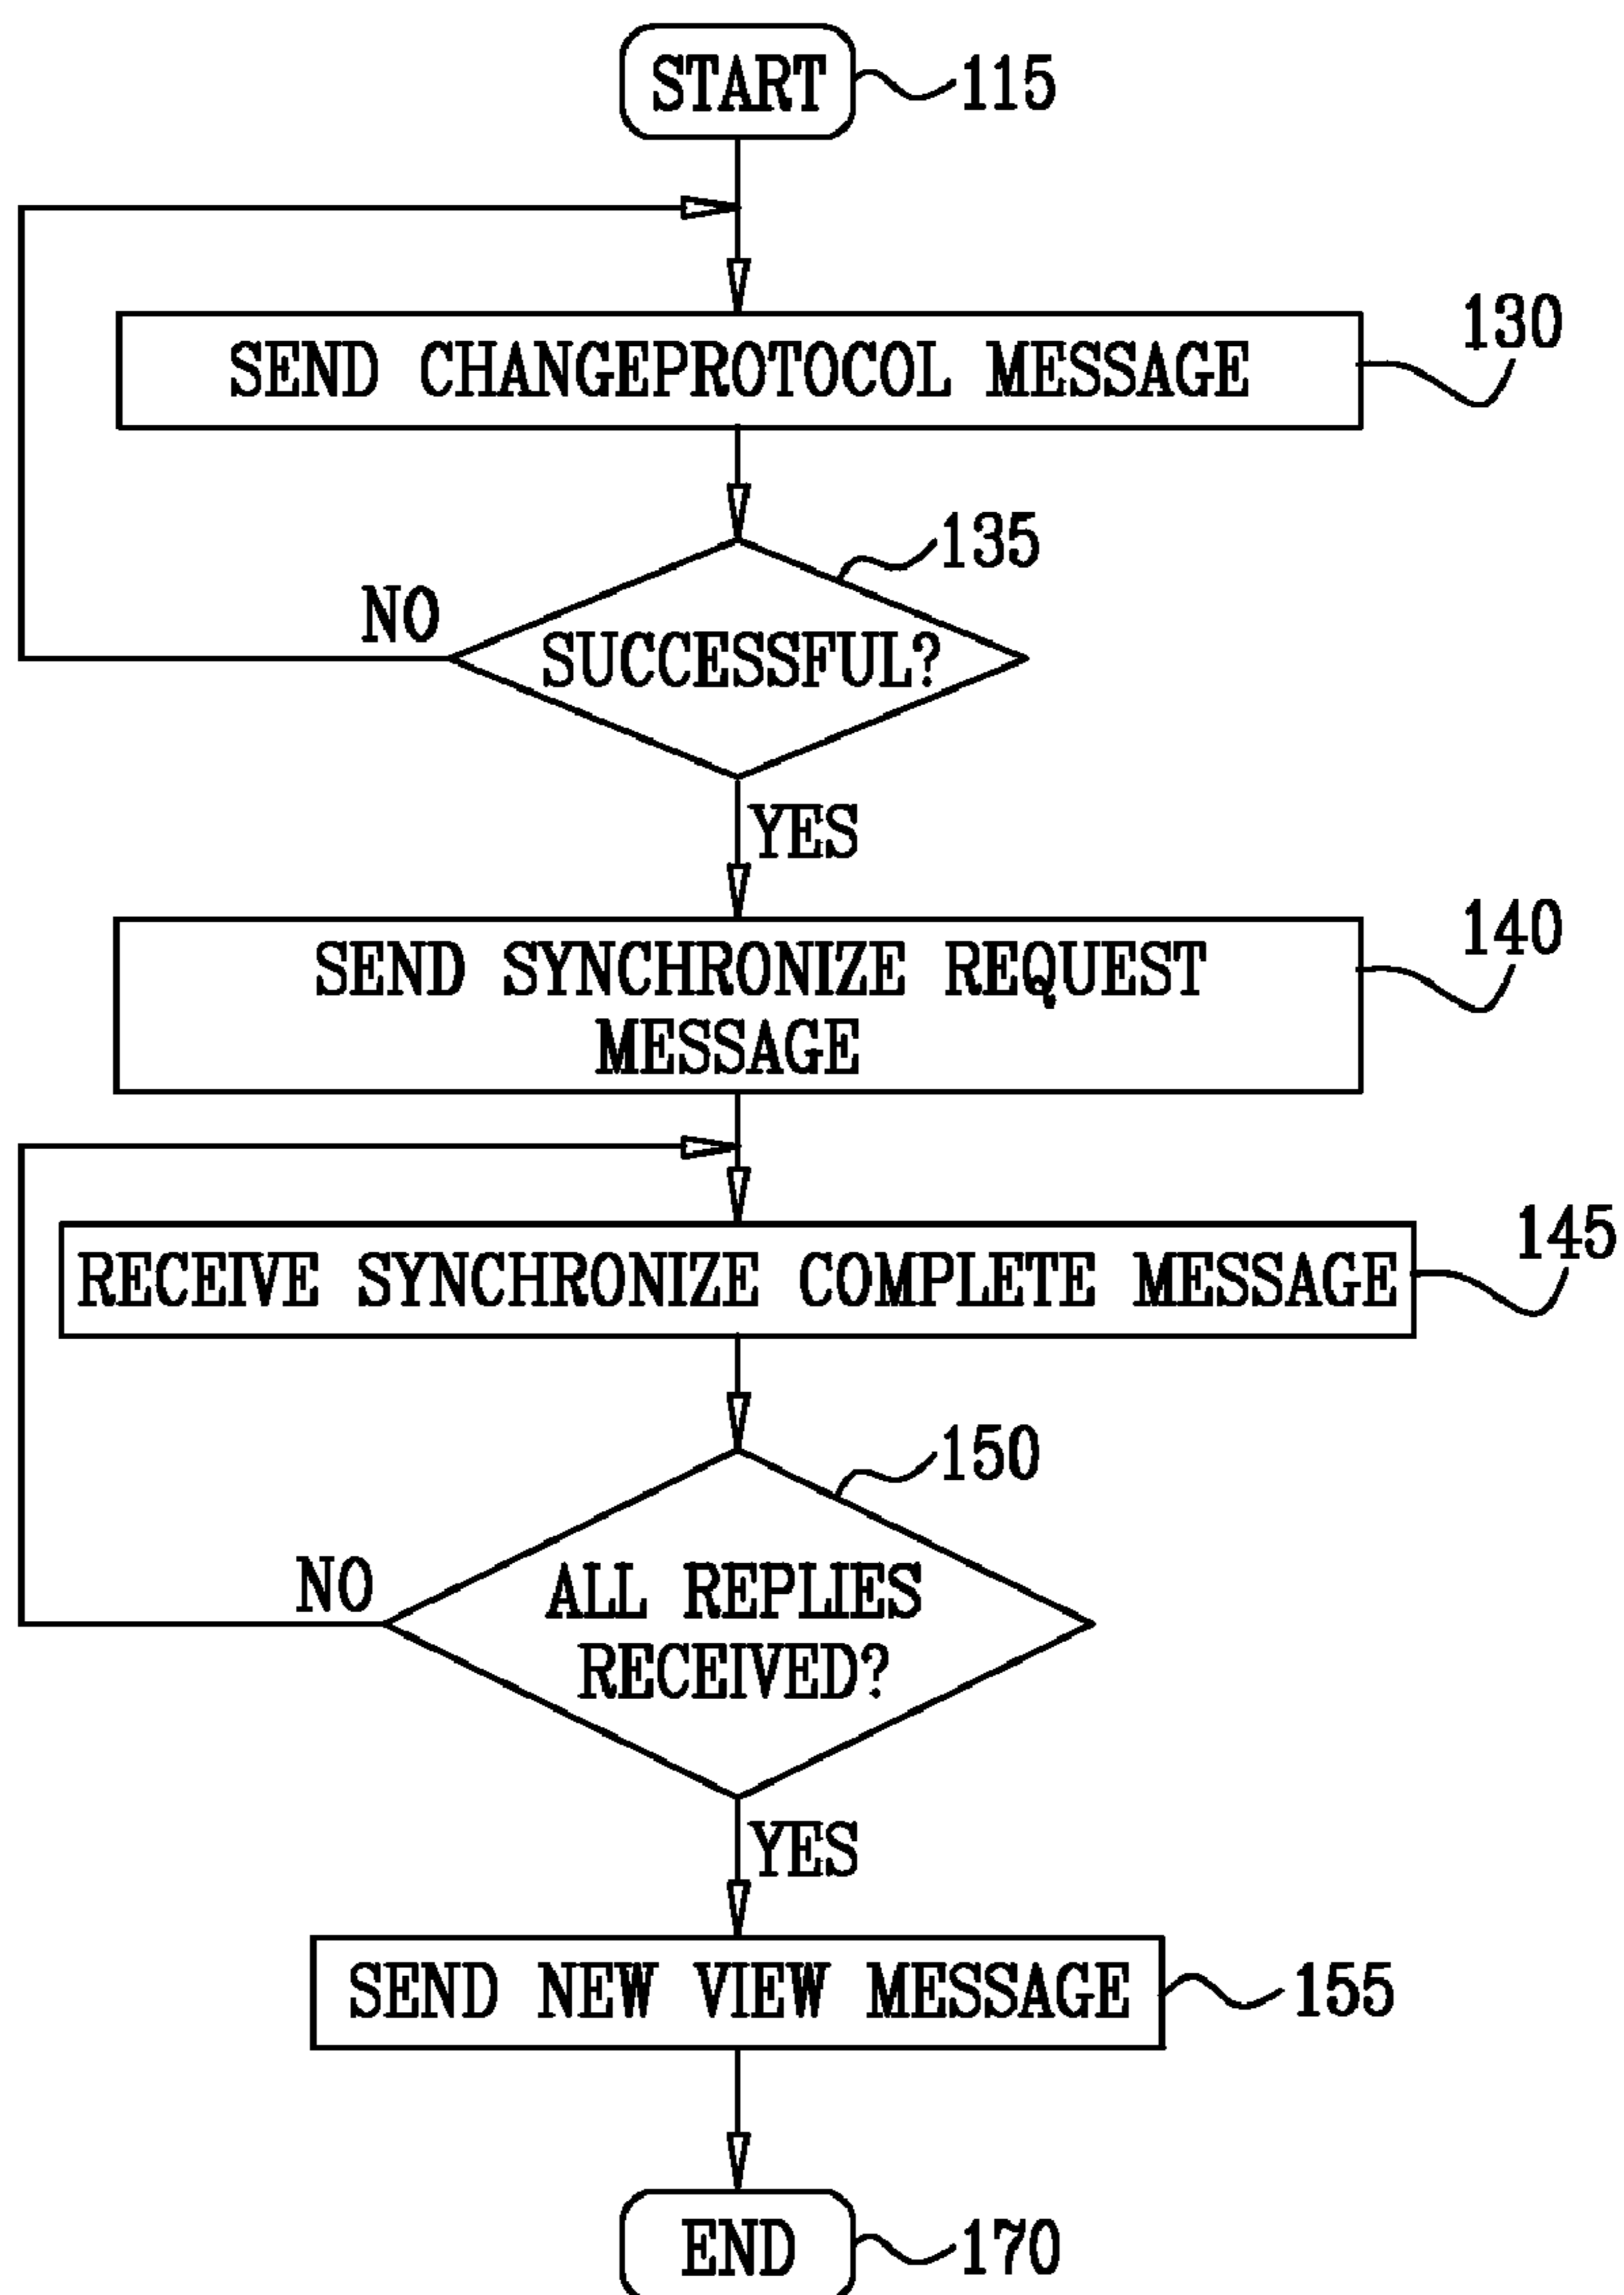 START
115
SEND CHANGEPROTOCOL MESSAGE
130
135
SUCCESSFUL?
NO
YES
SEND SYNCHRONIZE REQUEST
MESSAGE
140
RECEIVE SYNCHRONIZE COMPLETE MESSAGE
145
150
ALL REPLIES
RECEIVED?
NO
YES
SEND NEW VIEW MESSAGE
155
END
170